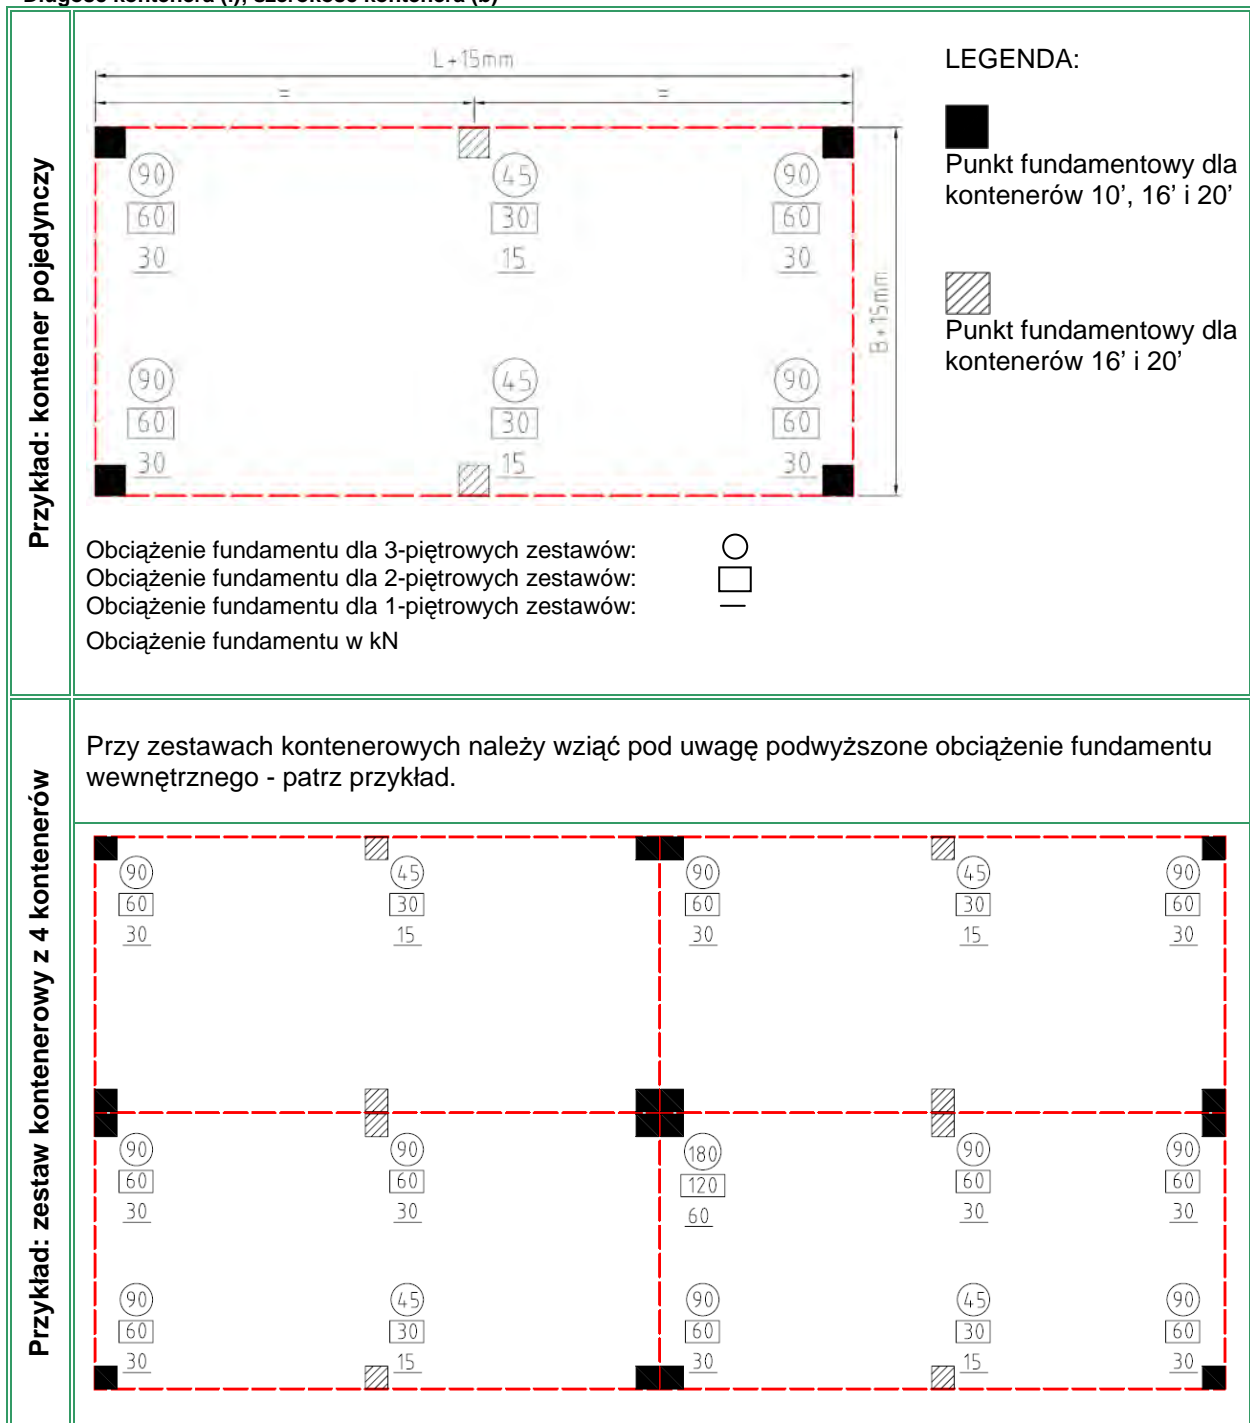 Długość kontenera (l), szerokość kontenera (b)
Przykład: kontener pojedynczy
L+15mm
= =
LEGENDA:
Punkt fundamentowy dla
kontenerów 10’, 16’ i 20’
90 45 90
60 30 60
30 15 30
B+15mm
Punkt fundamentowy dla
kontenerów 16’ i 20’
90 45 90
60 30 60
30 15 30
Obciążenie fundamentu dla 3-piętrowych zestawów:
Obciążenie fundamentu dla 2-piętrowych zestawów:
Obciążenie fundamentu dla 1-piętrowych zestawów:
Obciążenie fundamentu w kN
Przykład: zestaw kontenerowy z 4 kontenerów
Przy zestawach kontenerowych należy wziąć pod uwagę podwyższone obciążenie fundamentu
wewnętrznego - patrz przykład.
90 45 90 45 90
60 30 60 30 60
30 15 30 15 30
90 90 180 90 90
60 60 120 60 60
30 30 60 30 30
90 45 90 45 90
60 30 60 30 60
30 15 30 15 30